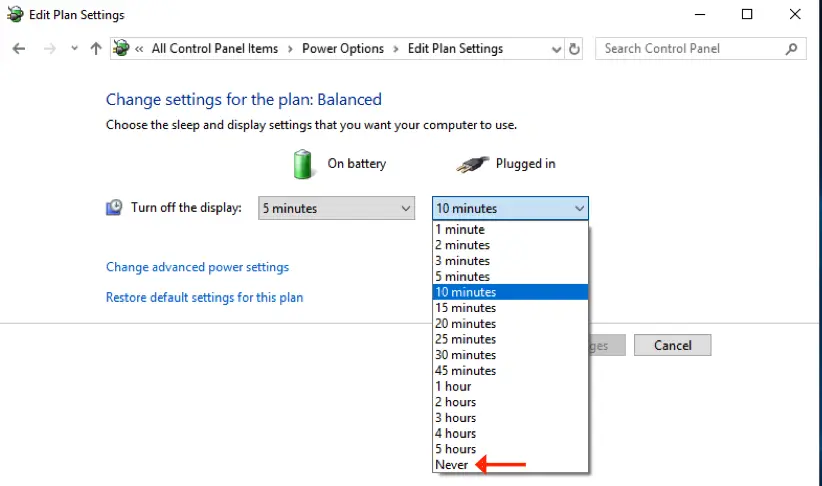 Edit Plan Settings
« All Control Panel Items > Power Options > Edit Plan Settings
Search Control Panel
Change settings for the plan: Balanced
Choose the sleep and display settings that you want your computer to use.
On battery
Plugged in
Turn off the display:
5 minutes
10 minutes
1 minute
2 minutes
3 minutes
5 minutes
10 minutes
15 minutes
20 minutes
25 minutes
30 minutes
45 minutes
1 hour
2 hours
3 hours
4 hours
5 hours
Never
Change advanced power settings
Restore default settings for this plan
Cancel